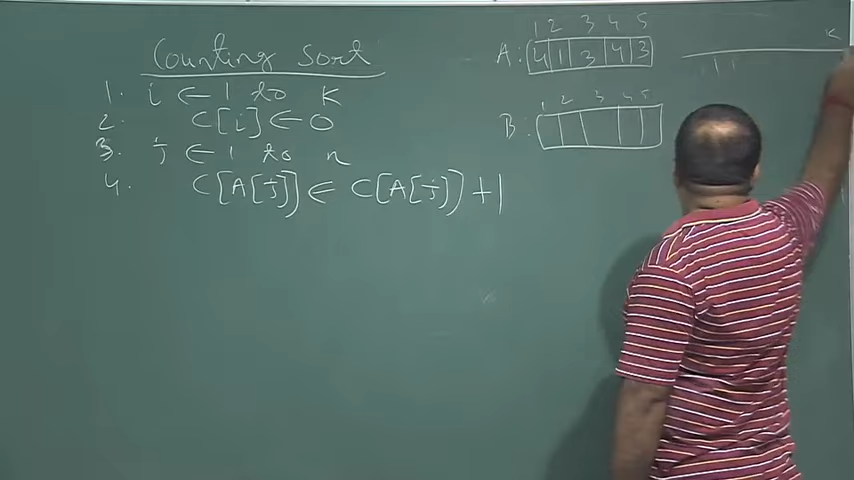 Counting Sort
1. i ← 1 to K
2. C[i] ← 0
3. j ← 1 to n
4. C[A[j]] ← C[A[j]] + 1
1 2 3 4 5
A: 4 1 3 4 3
1 2 3 4 5
B:
K